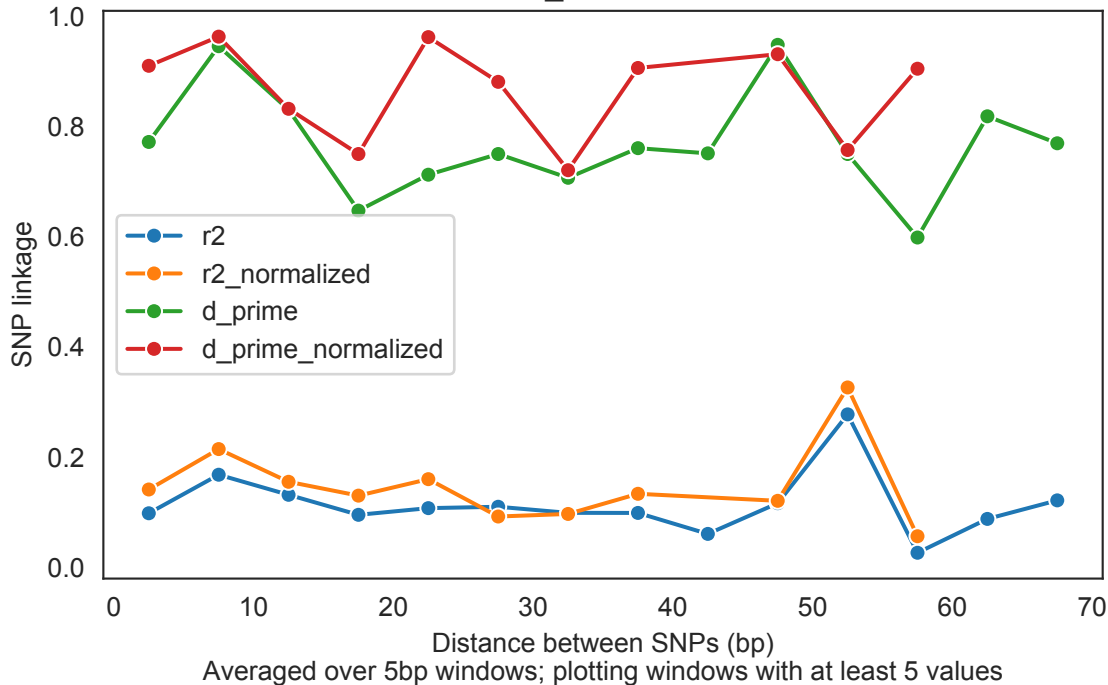 1.0
0.8
0.6
0.4
0.2
0.0
SNP linkage
r2
r2_normalized
d_prime
d_prime_normalized
0 10 20 30 40 50 60 70
Distance between SNPs (bp)
Averaged over 5bp windows; plotting windows with at least 5 values